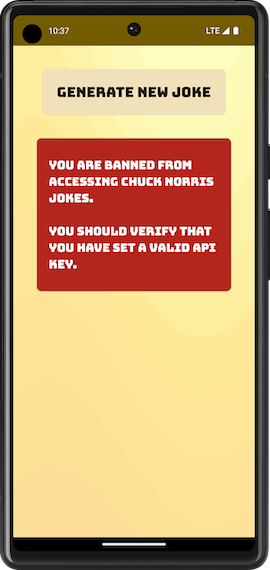 10:37
LTE
GENERATE NEW JOKE
YOU ARE BANNED FROM
ACCESSING CHUCK NORRIS
JOKES.
YOU SHOULD VERIFY THAT
YOU HAVE SET A VALID API
KEY.